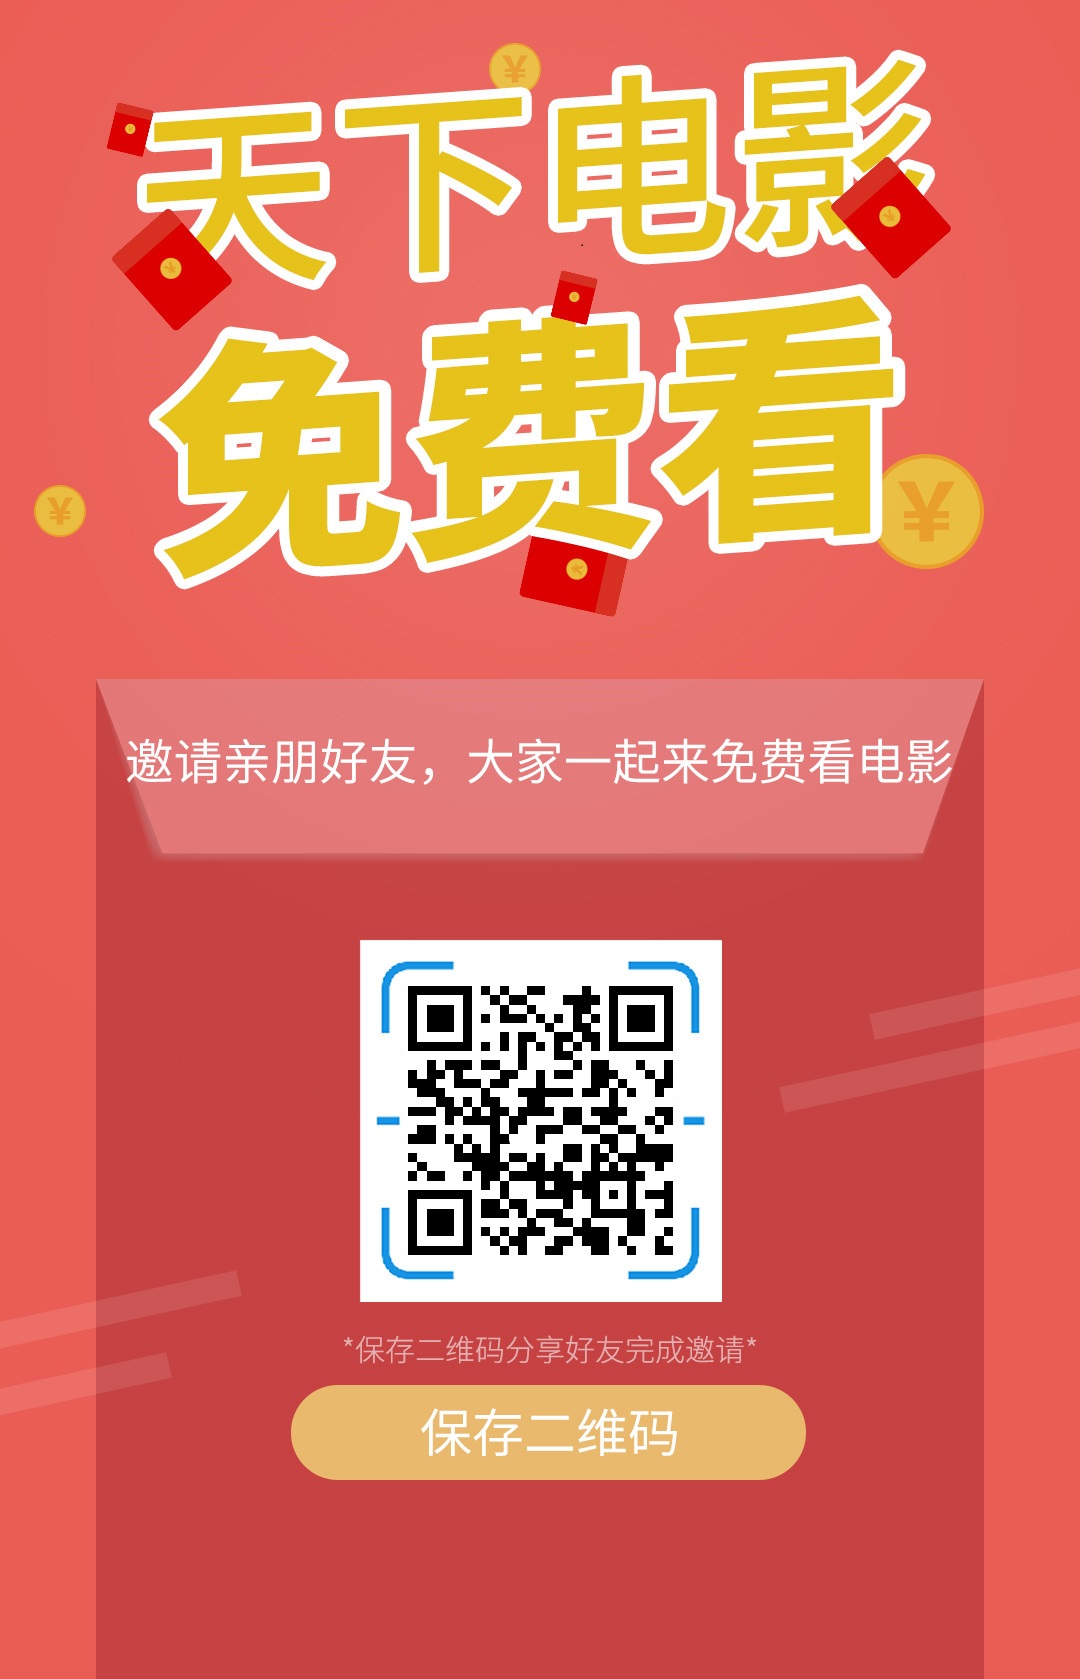 天下电影
免费看
邀请亲朋好友，大家一起来免费看电影
*保存二维码分享好友完成邀请*
保存二维码